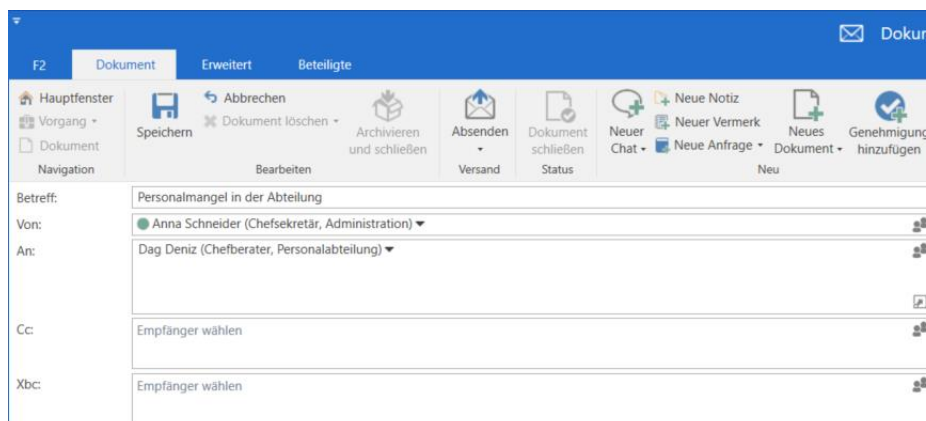 Dokum
F2 Dokument Erweitert Beteiligte
Hauptfenster
Vorgang
Dokument
Navigation
Speichern
Abbrechen
Dokument löschen
Archivieren
und schließen
Bearbeiten
Absenden
Versand
Dokument
schließen
Status
Neuer
Chat
Neue Notiz
Neuer Vermerk
Neue Anfrage
Neues
Dokument
Genehmigung
hinzufügen
Neu
Betreff: Personalmangel in der Abteilung
Von: Anna Schneider (Chefsekretär, Administration)
An: Dag Deniz (Chefberater, Personalabteilung)
Cc: Empfänger wählen
Xbc: Empfänger wählen